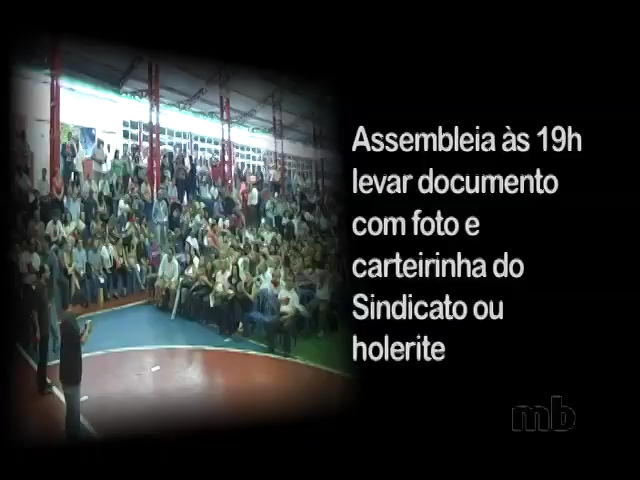 Assembleia às 19h
levar documento
com foto e
carteirinha do
Sindicato ou
holerite
mb